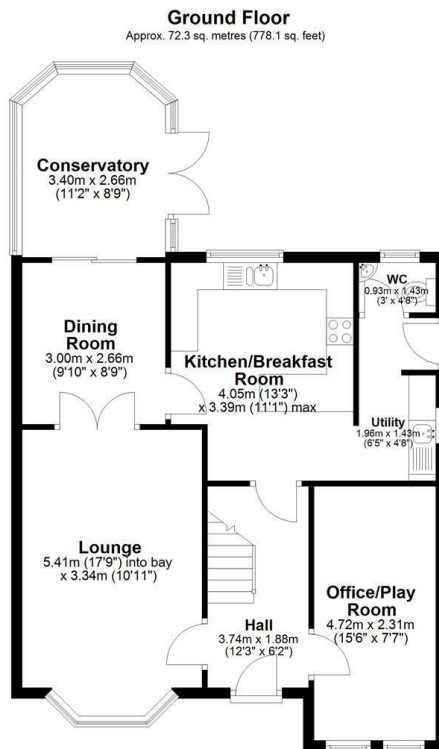 Ground Floor
Approx. 72.3 sq. metres (778.1 sq. feet)
Conservatory
3.40m x 2.66m
(11'2" x 8'9")
WC
0.93m x 1.43m
(3' x 4'8")
Dining
Room
3.00m x 2.66m
(9'10" x 8'9")
Kitchen/Breakfast
Room
4.05m (13'3")
x 3.39m (11'1") max
Utility
1.96m x 1.43m
(6'5" x 4'8")
Lounge
5.41m (17'9") into bay
x 3.34m (10'11")
Hall
3.74m x 1.88m
(12'3" x 6'2")
Office/Play
Room
4.72m x 2.31m
(15'6" x 7'7")